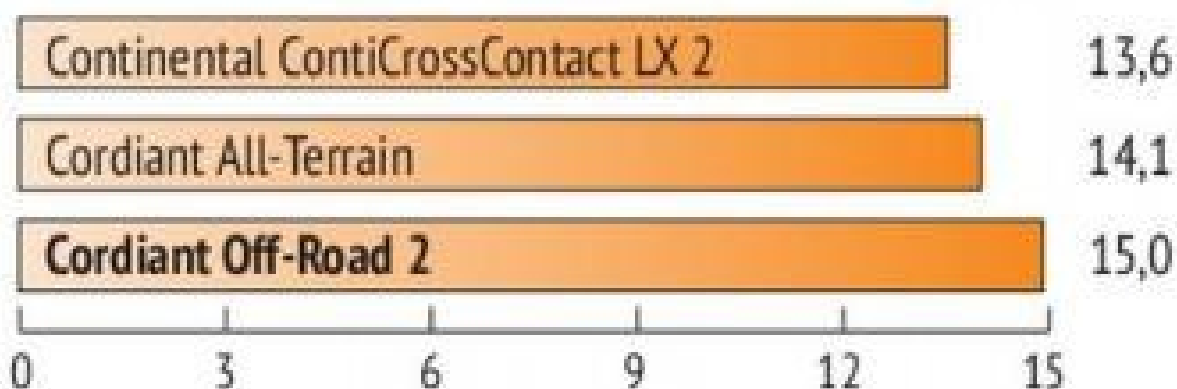 Continental ContiCrossContact LX 2 13,6
Cordiant All-Terrain 14,1
Cordiant Off-Road 2 15,0
0 3 6 9 12 15